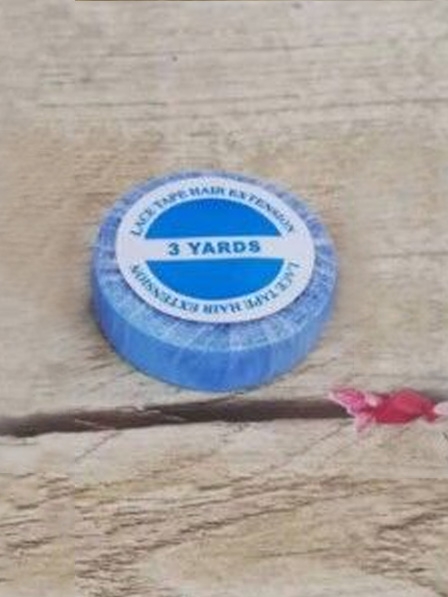 LACE TAPE HAIR EXTENSION
3 YARDS
LACE TAPE HAIR EXTENSION